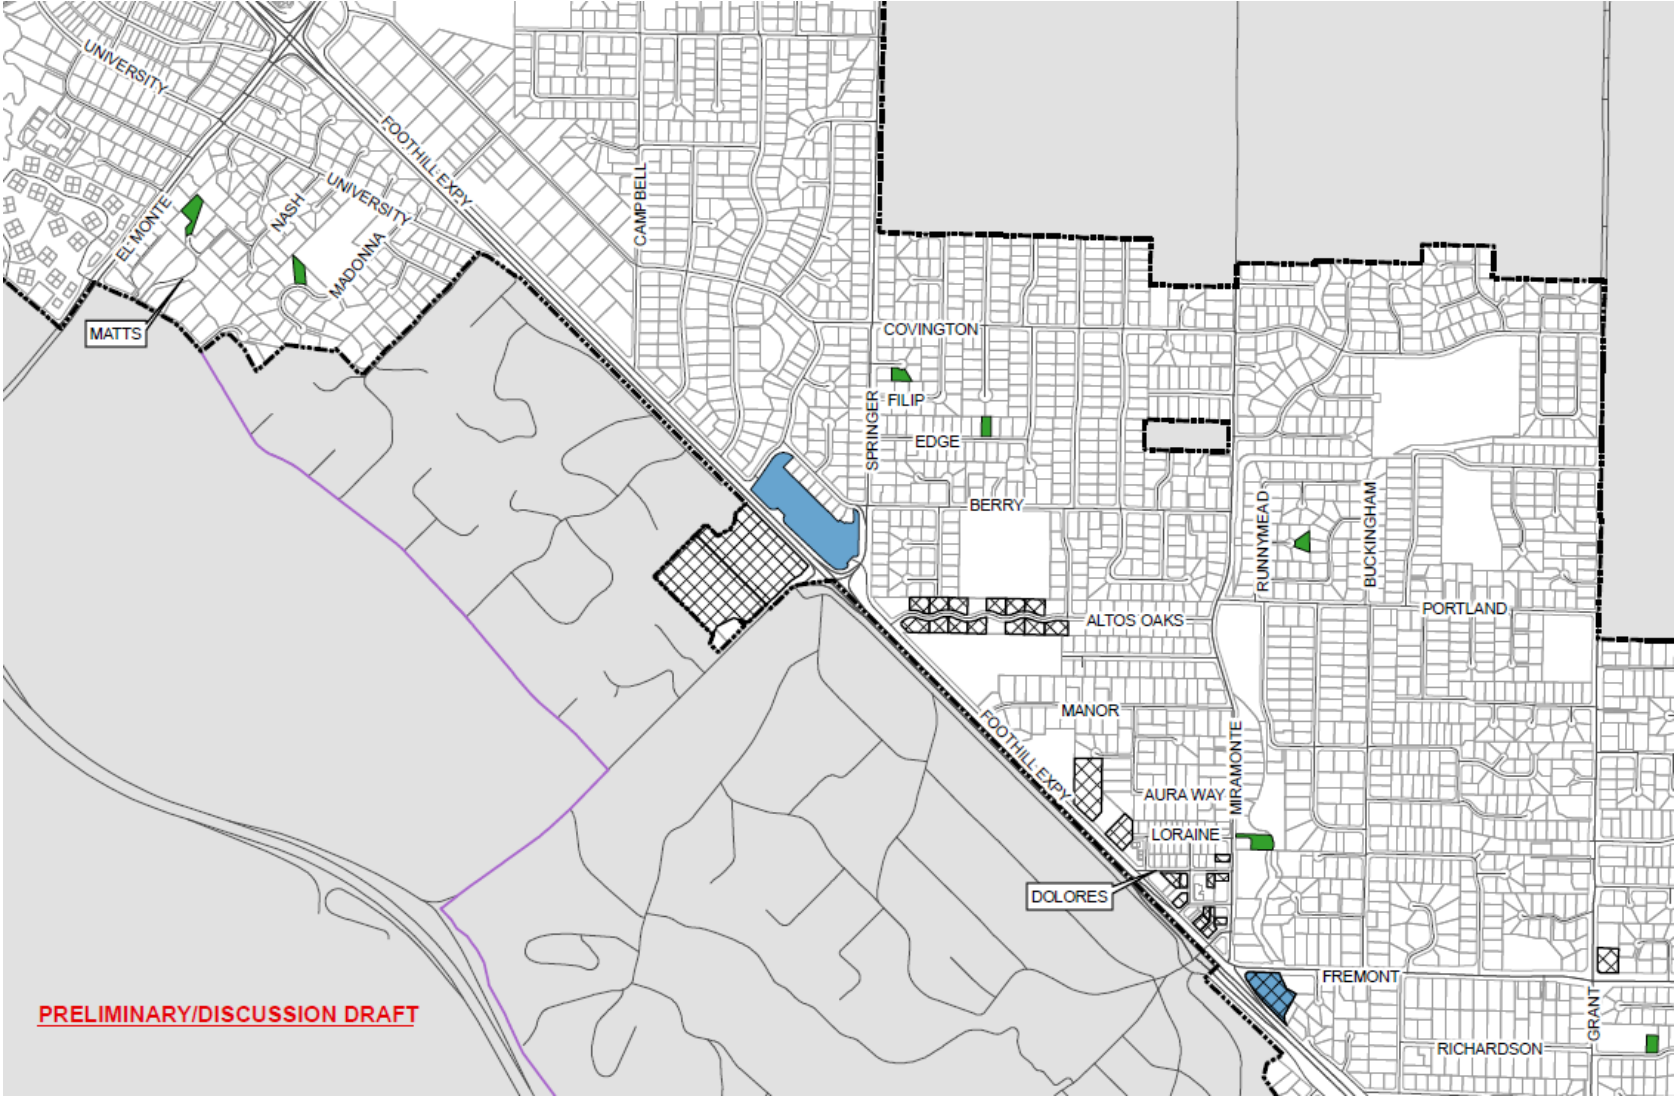 UNIVERSITY
FOOTHILL EXPY
CAMPBELL
UNIVERSITY
EL MONTE
NASH
MADONNA
MATTS
COVINGTON
FILIP
SPRINGER
EDGE
BERRY
RUNNYMEAD
BUCKINGHAM
PORTLAND
ALTOS OAKS
MANOR
FOOTHILL EXPY
MIRAMONTE
AURA WAY
LORAINE
DOLORES
FREMONT
GRANT
RICHARDSON
PRELIMINARY/DISCUSSION DRAFT